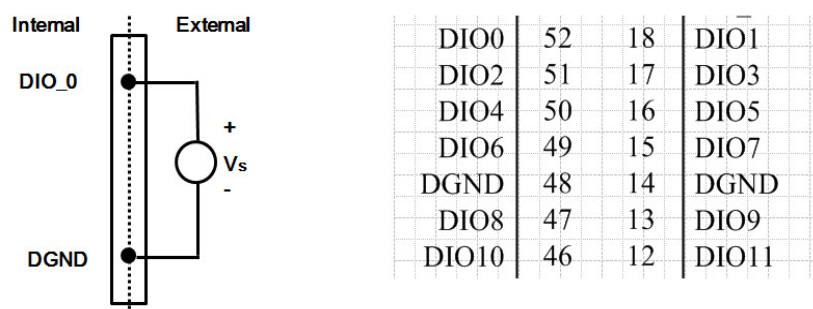 Internal External
DIO_0
+
Vs
-
DGND
DIO0 52 18 DIO1
DIO2 51 17 DIO3
DIO4 50 16 DIO5
DIO6 49 15 DIO7
DGND 48 14 DGND
DIO8 47 13 DIO9
DIO10 46 12 DIO11